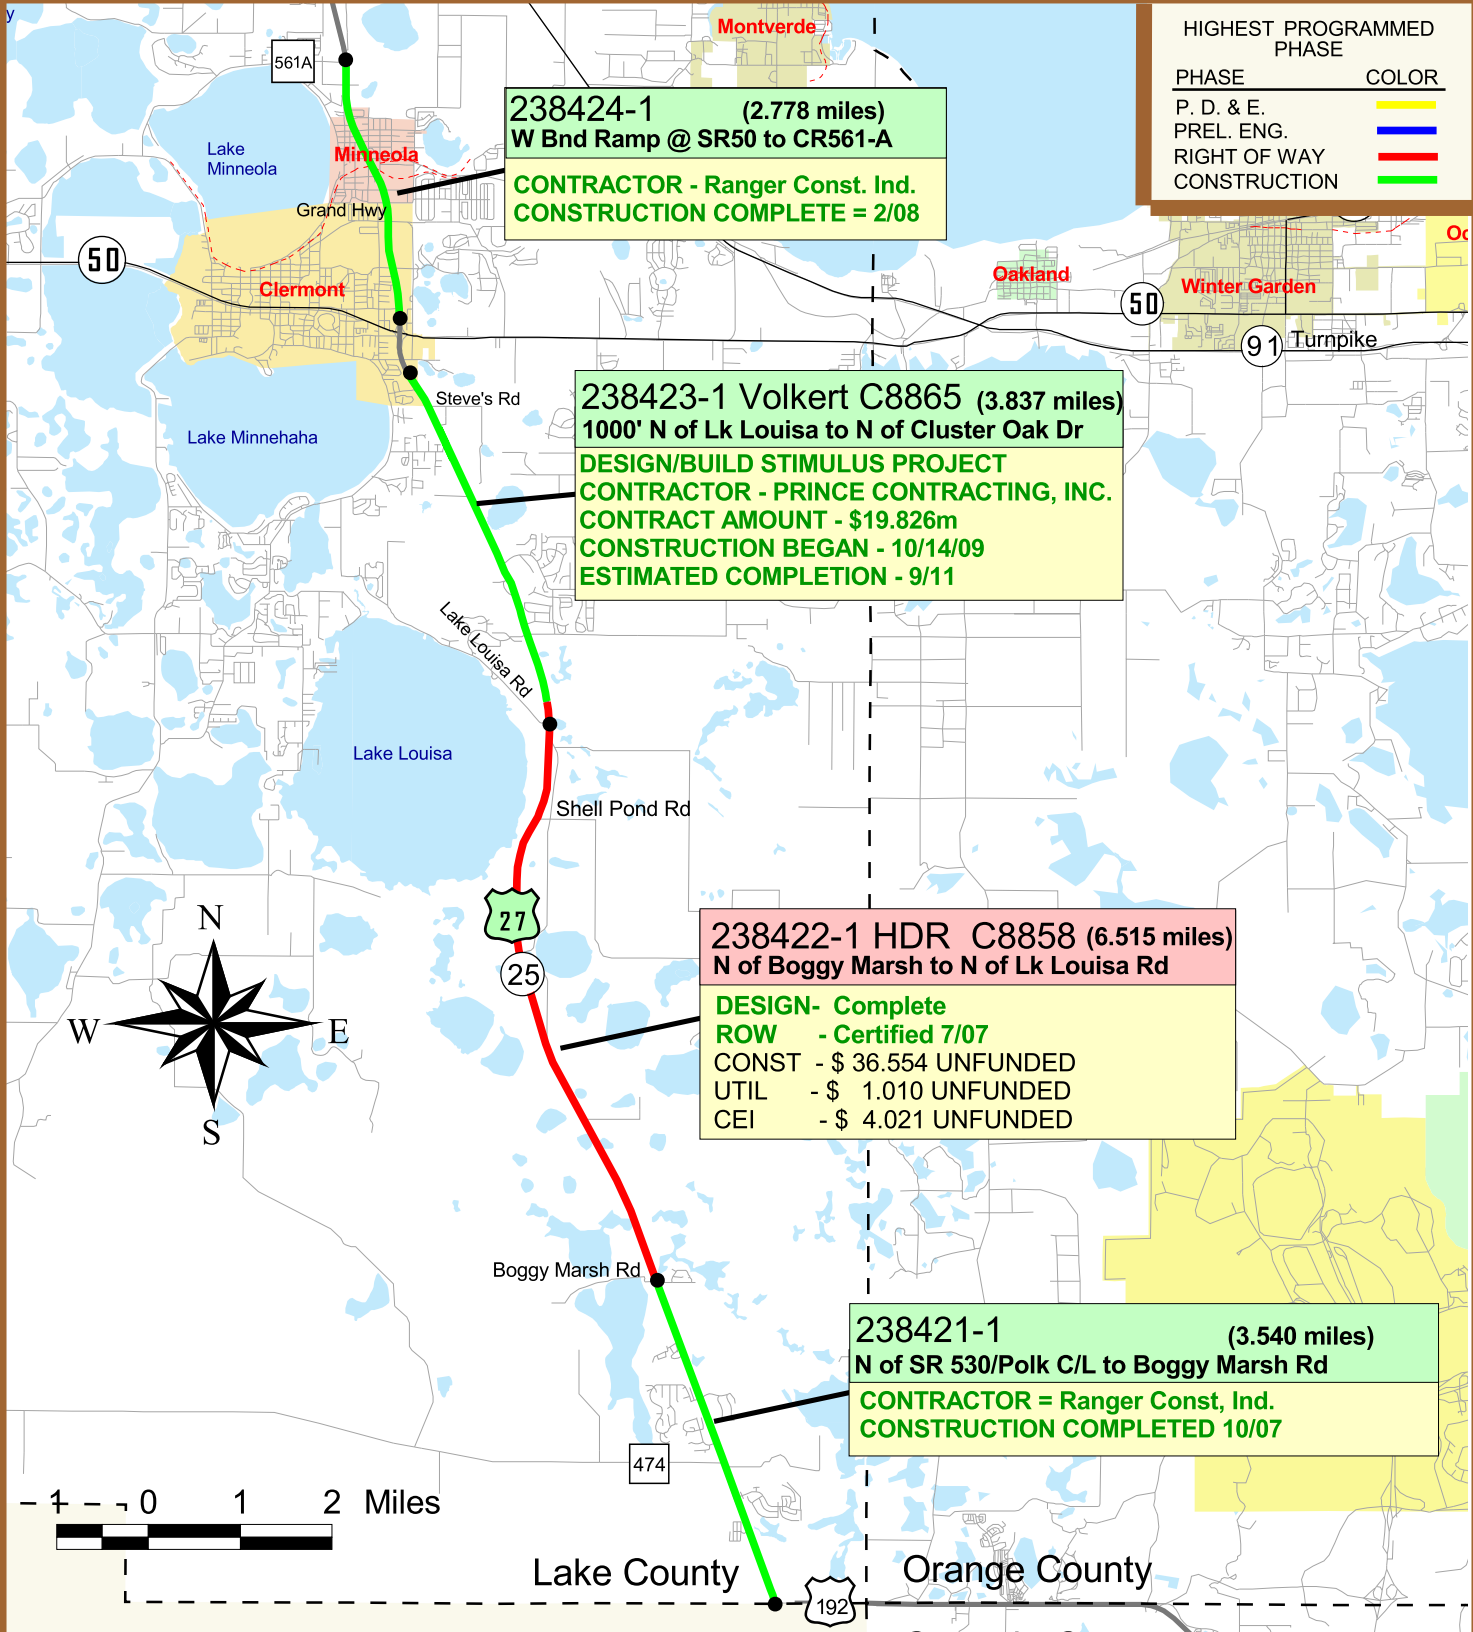 y
Montverde
HIGHEST PROGRAMMED
PHASE
PHASE COLOR
P. D. & E.
PREL. ENG.
RIGHT OF WAY
CONSTRUCTION
561A
238424-1 (2.778 miles)
W Bnd Ramp @ SR50 to CR561-A
CONTRACTOR - Ranger Const. Ind.
CONSTRUCTION COMPLETE = 2/08
Lake
Minneola
Minneola
Grand Hwy
50
Clermont
Oakland
50
Winter Garden
Oc
91
Turnpike
Steve's Rd
Lake Minnehaha
238423-1 Volkert C8865 (3.837 miles)
1000' N of Lk Louisa to N of Cluster Oak Dr
DESIGN/BUILD STIMULUS PROJECT
CONTRACTOR - PRINCE CONTRACTING, INC.
CONTRACT AMOUNT - $19.826m
CONSTRUCTION BEGAN - 10/14/09
ESTIMATED COMPLETION - 9/11
Lake Louisa Rd
Lake Louisa
Shell Pond Rd
27
25
238422-1 HDR C8858 (6.515 miles)
N of Boggy Marsh to N of Lk Louisa Rd
DESIGN- Complete
ROW - Certified 7/07
CONST - $ 36.554 UNFUNDED
UTIL - $ 1.010 UNFUNDED
CEI - $ 4.021 UNFUNDED
N
W E
S
Boggy Marsh Rd
238421-1 (3.540 miles)
N of SR 530/Polk C/L to Boggy Marsh Rd
CONTRACTOR = Ranger Const, Ind.
CONSTRUCTION COMPLETED 10/07
474
1 0 1 2 Miles
Lake County
Orange County
192